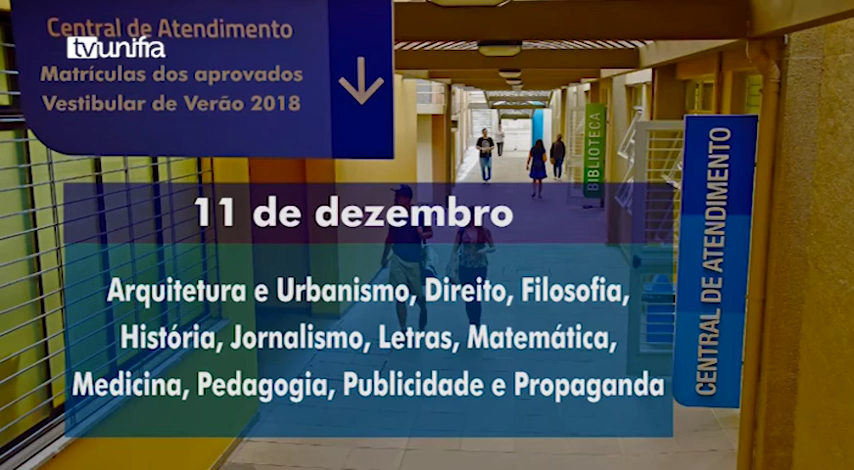 Central de Atendimento
tvunifra
Matrículas dos aprovados
Vestibular de Verão 2018
BIBLIOTECA
CENTRAL DE ATENDIMENTO
11 de dezembro
Arquitetura e Urbanismo, Direito, Filosofia,
História, Jornalismo, Letras, Matemática,
Medicina, Pedagogia, Publicidade e Propaganda